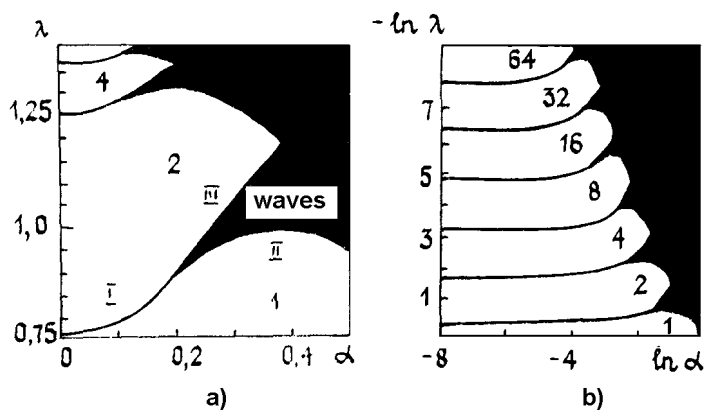 λ
4
1,25
2
III
waves
1,0
II
I
1
0,75
0 0,2 0,4 α
a)
-ln λ
64
32
7
16
5
8
3
4
1
2
1
-8 -4 ln α
b)